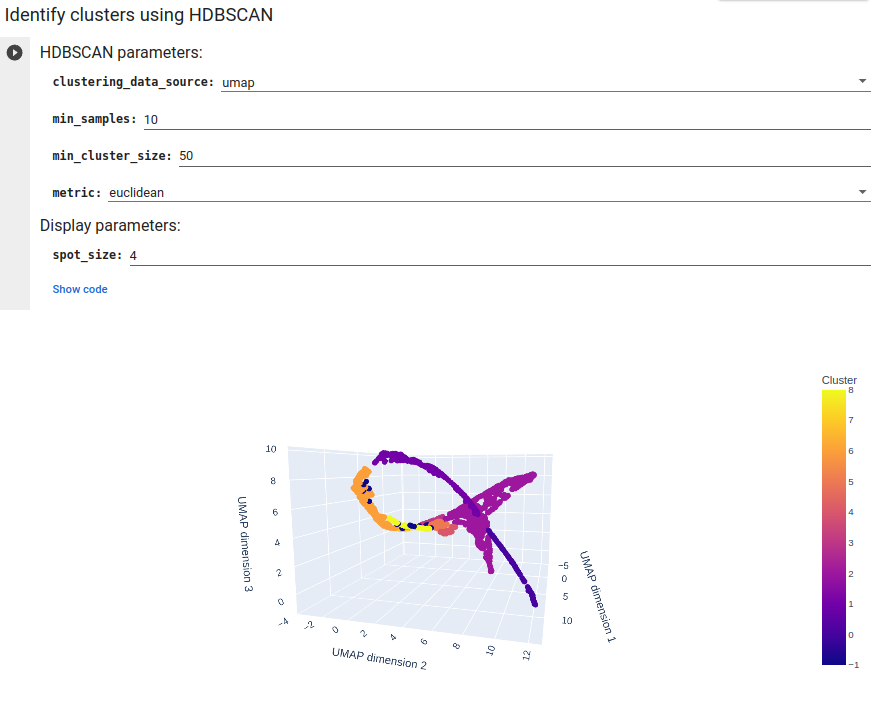 Identify clusters using HDBSCAN
HDBSCAN parameters:
clustering_data_source: umap
min_samples: 10
min_cluster_size: 50
metric: euclidean
Display parameters:
spot_size: 4
Show code
Cluster
8
7
6
5
4
3
2
1
0
−1
10
8
6
4
2
0
UMAP dimension 3
−4
−2
0
2
4
6
8
10
12
UMAP dimension 2
−5
0
5
10
UMAP dimension 1